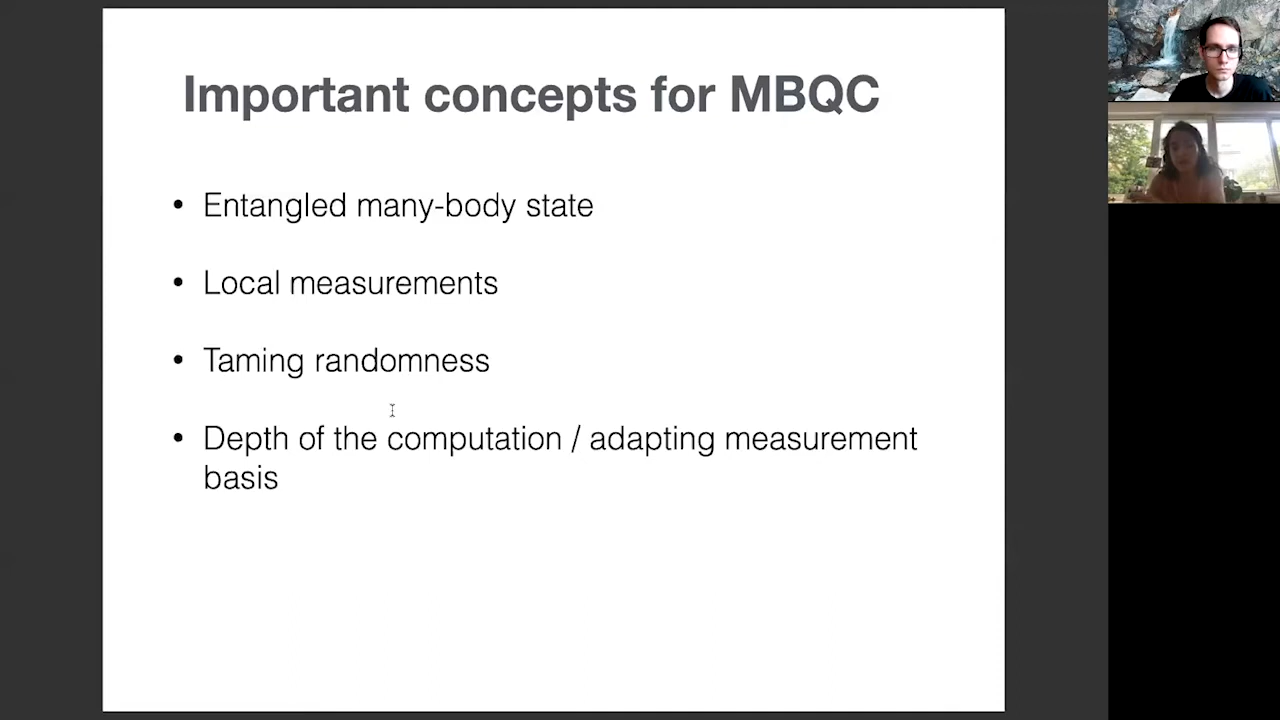 Important concepts for MBQC
• Entangled many-body state
• Local measurements
• Taming randomness
• Depth of the computation / adapting measurement
basis